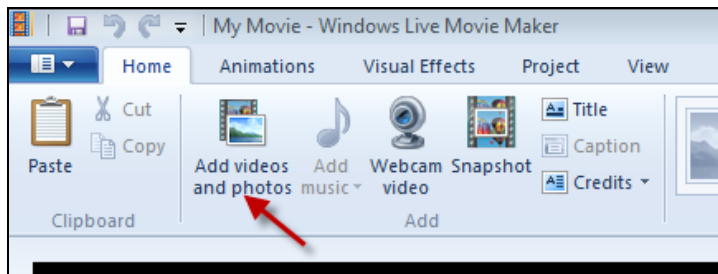 My Movie - Windows Live Movie Maker
Home Animations Visual Effects Project View
Cut
Copy
Paste
Clipboard
Add videos
and photos
Add
music
Webcam
video
Snapshot
Title
Caption
Credits
Add